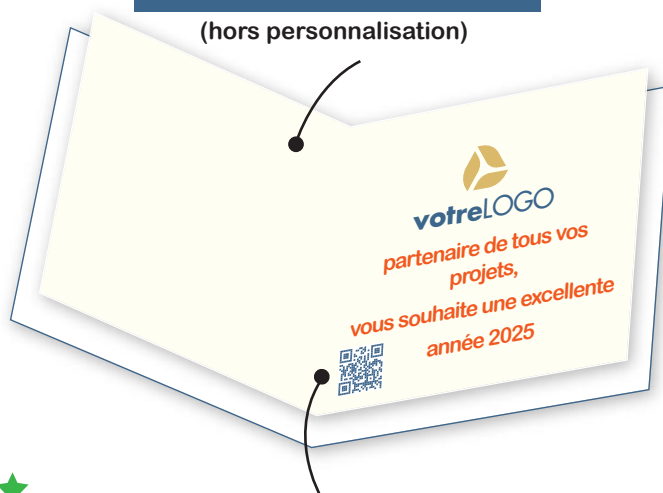 (hors personnalisation)
votreLOGO
partenaire de tous vos
projets,
vous souhaite une excellente
année 2025